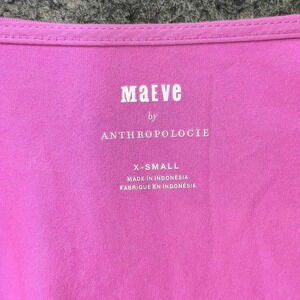 MaEve
by
ANTHROPOLOGIE
X-SMALL
MADE IN INDONESIA
FABRIQUÉ EN INDONÉSIE